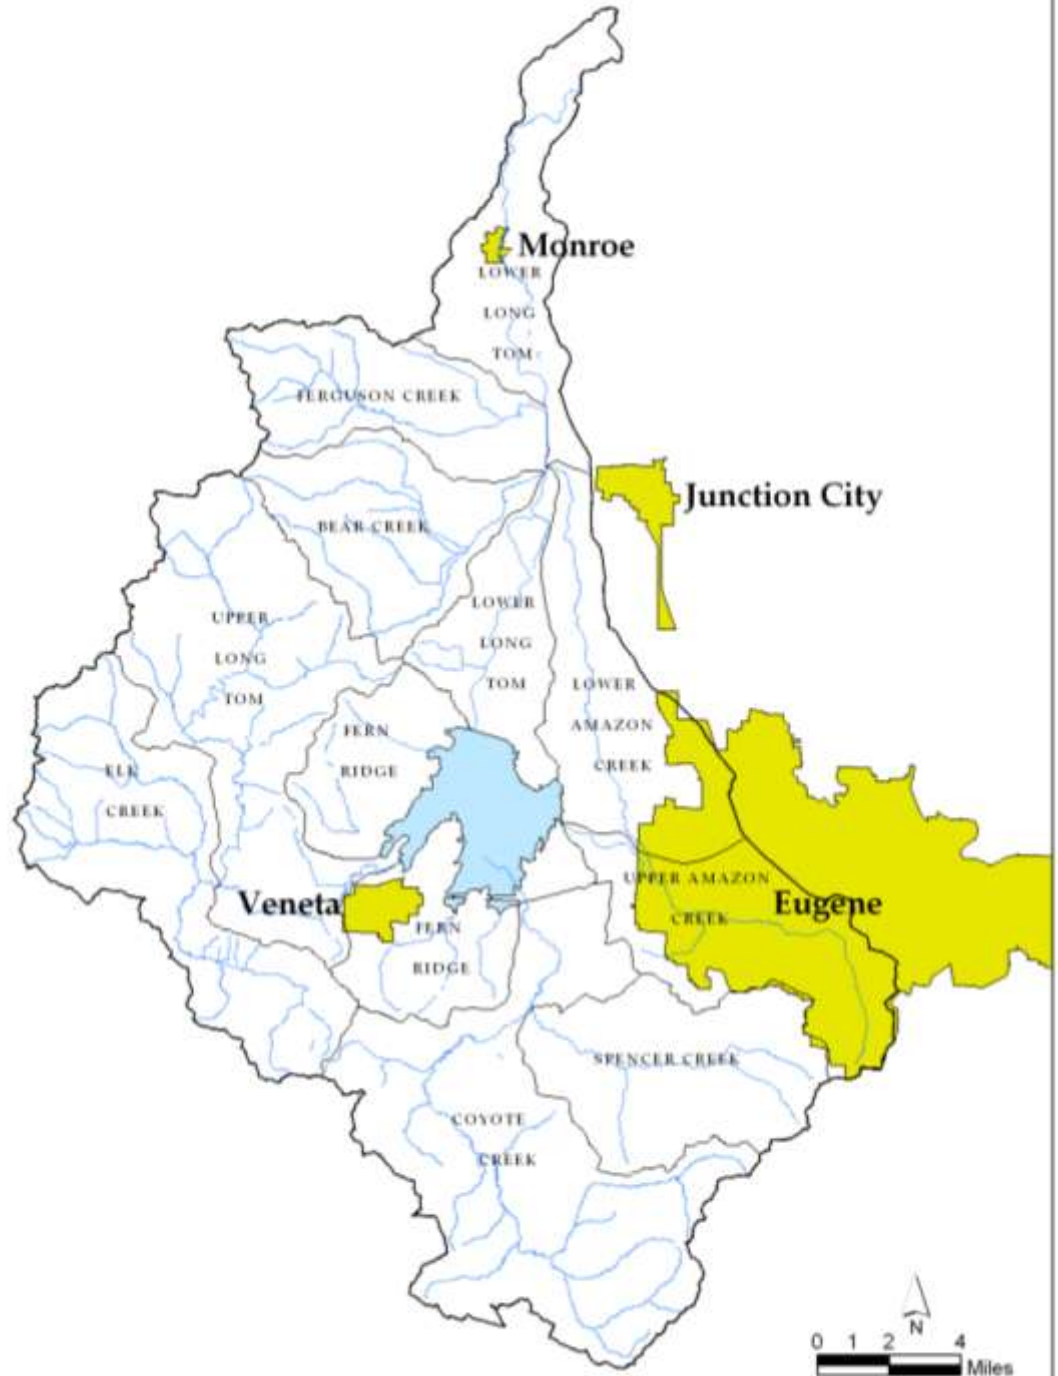 Monroe
LOWER
LONG
TOM
FERGUSON CREEK
Junction City
BEAR CREEK
LOWER
LONG
TOM
UPPER
LONG
TOM
LOWER
AMAZON
CREEK
FERN
RIDGE
ELK
CREEK
UPPER AMAZON
CREEK
Veneta
Eugene
FERN
RIDGE
SPENCER CREEK
COYOTE
CREEK
N
0 1 2 4
Miles